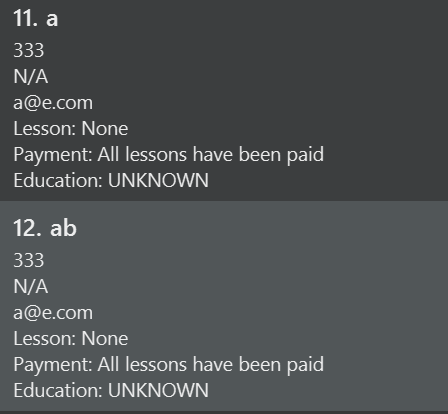 11. a
333
N/A
a@e.com
Lesson: None
Payment: All lessons have been paid
Education: UNKNOWN
12. ab
333
N/A
a@e.com
Lesson: None
Payment: All lessons have been paid
Education: UNKNOWN